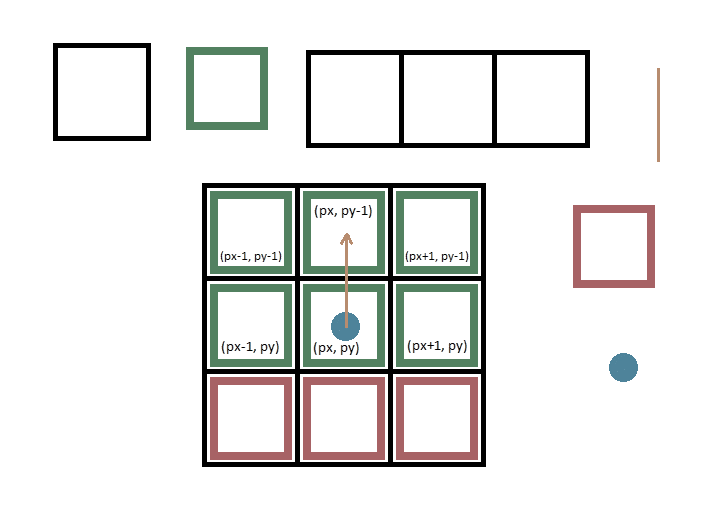 (px, py-1)
(px-1, py-1)
(px+1, py-1)
(px-1, py)
(px, py)
(px+1, py)